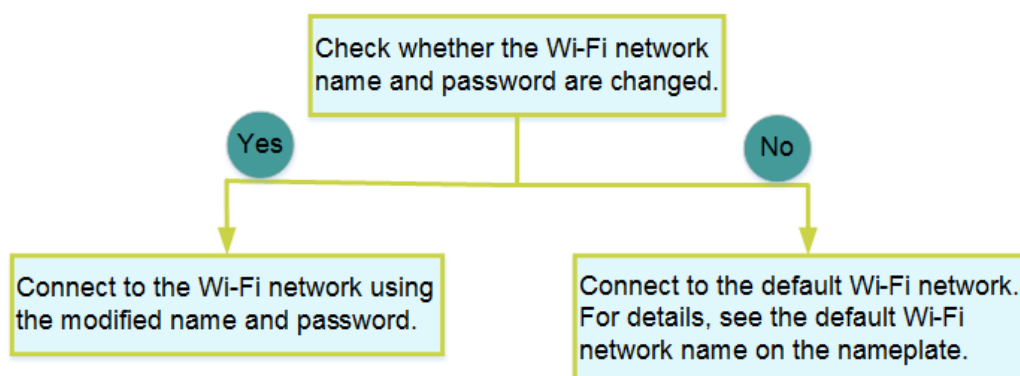 Check whether the Wi-Fi network
name and password are changed.
Yes
No
Connect to the Wi-Fi network using
the modified name and password.
Connect to the default Wi-Fi network.
For details, see the default Wi-Fi
network name on the nameplate.